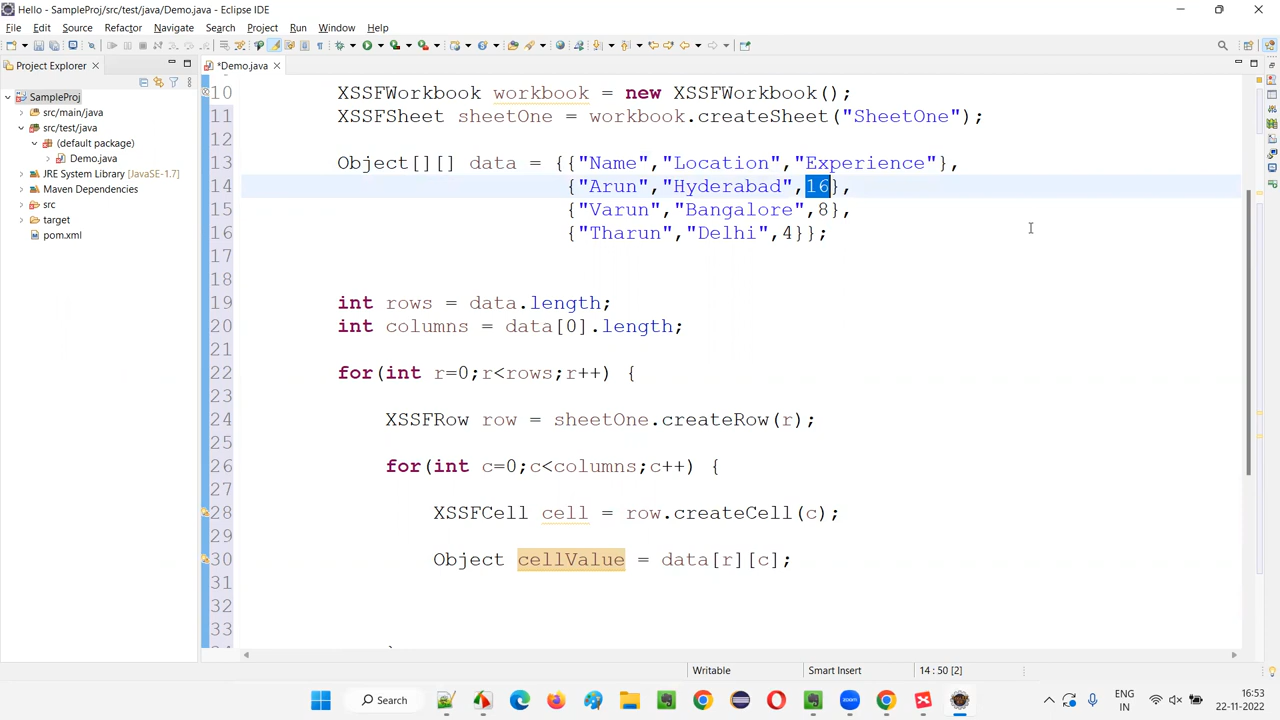 Hello - SampleProj/src/test/java/Demo.java - Eclipse IDE
File Edit Source Refactor Navigate Search Project Run Window Help
Project Explorer
*Demo.java
SampleProj
src/main/java
src/test/java
(default package)
Demo.java
JRE System Library [JavaSE-1.7]
Maven Dependencies
src
target
pom.xml
10 XSSFWorkbook workbook = new XSSFWorkbook();
11 XSSFSheet sheetOne = workbook.createSheet("SheetOne");
12
13 Object[][] data = {{"Name","Location","Experience"},
14 {"Arun","Hyderabad",16},
15 {"Varun","Bangalore",8},
16 {"Tharun","Delhi",4}};
17
18
19 int rows = data.length;
20 int columns = data[0].length;
21
22 for(int r=0;r<rows;r++) {
23
24 XSSFRow row = sheetOne.createRow(r);
25
26 for(int c=0;c<columns;c++) {
27
28 XSSFCell cell = row.createCell(c);
29
30 Object cellValue = data[r][c];
31
32
33
Writable Smart Insert 14 : 50 [2]
Search
ENG
IN
16:53
22-11-2022